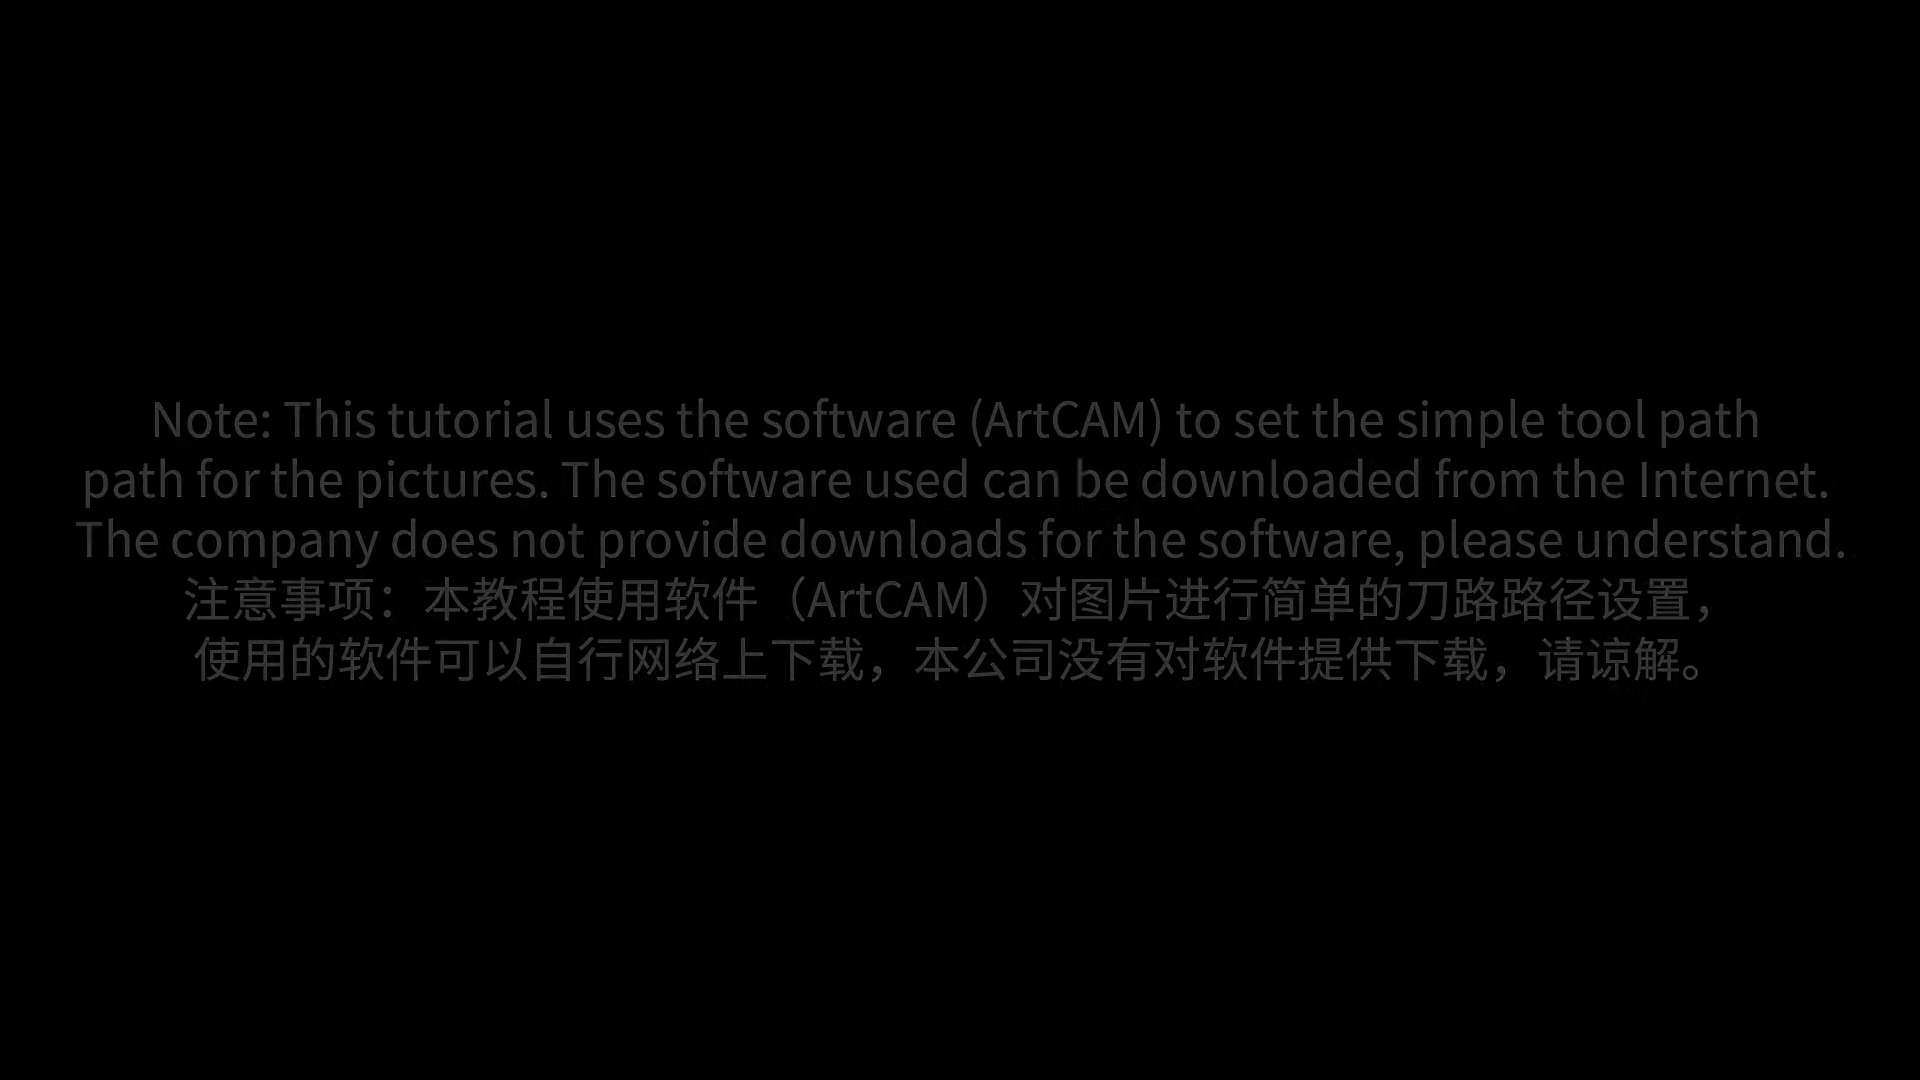 Note: This tutorial uses the software (ArtCAM) to set the simple tool path
path for the pictures. The software used can be downloaded from the Internet.
The company does not provide downloads for the software, please understand.
注意事项：本教程使用软件（ArtCAM）对图片进行简单的刀路路径设置，
使用的软件可以自行网络上下载，本公司没有对软件提供下载，请谅解。